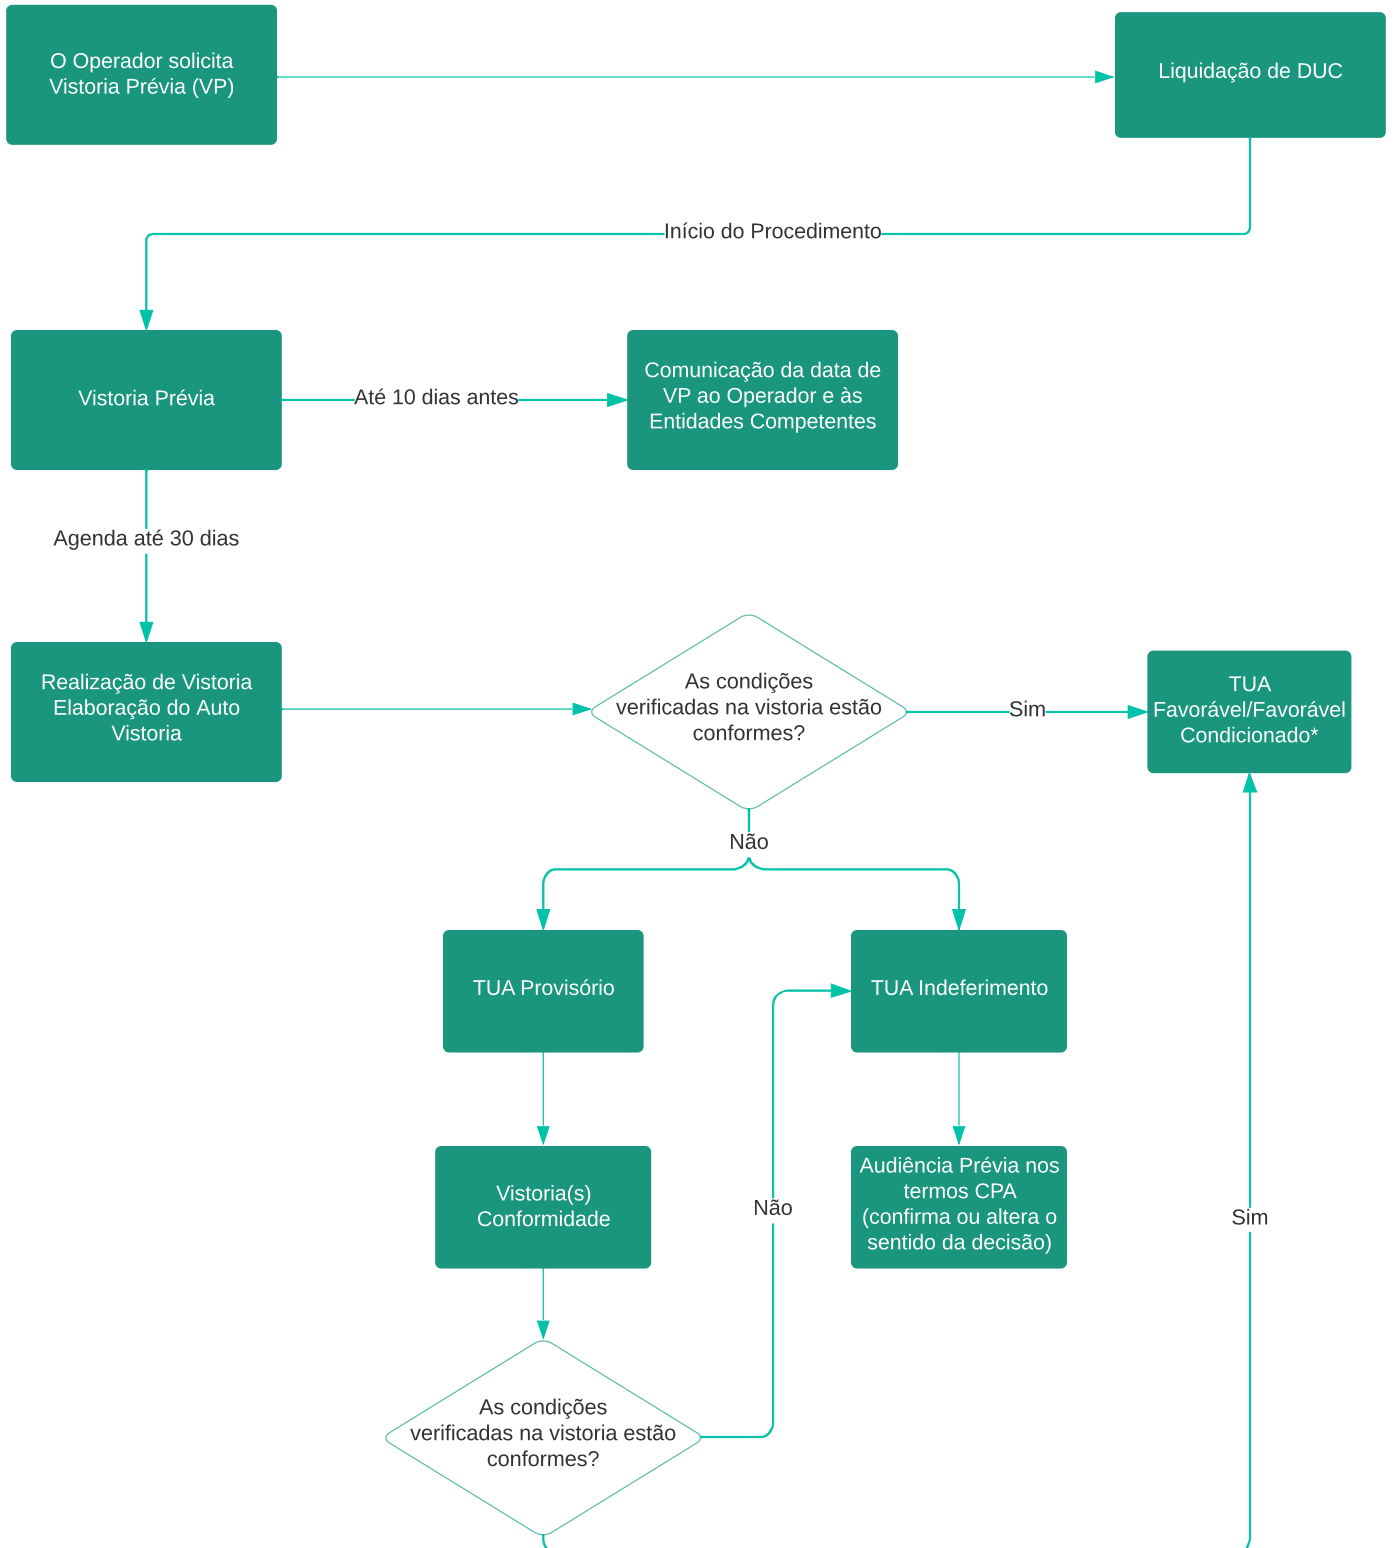 O Operador solicita
Vistoria Prévia (VP)
Liquidação de DUC
Início do Procedimento
Vistoria Prévia
Até 10 dias antes
Comunicação da data de
VP ao Operador e às
Entidades Competentes
Agenda até 30 dias
Realização de Vistoria
Elaboração do Auto
Vistoria
As condições
verificadas na vistoria estão
conformes?
Sim
TUA
Favorável/Favorável
Condicionado*
Não
TUA Provisório
TUA Indeferimento
Vistoria(s)
Conformidade
Audiência Prévia nos
termos CPA
(confirma ou altera o
sentido da decisão)
Não
Sim
As condições
verificadas na vistoria estão
conformes?